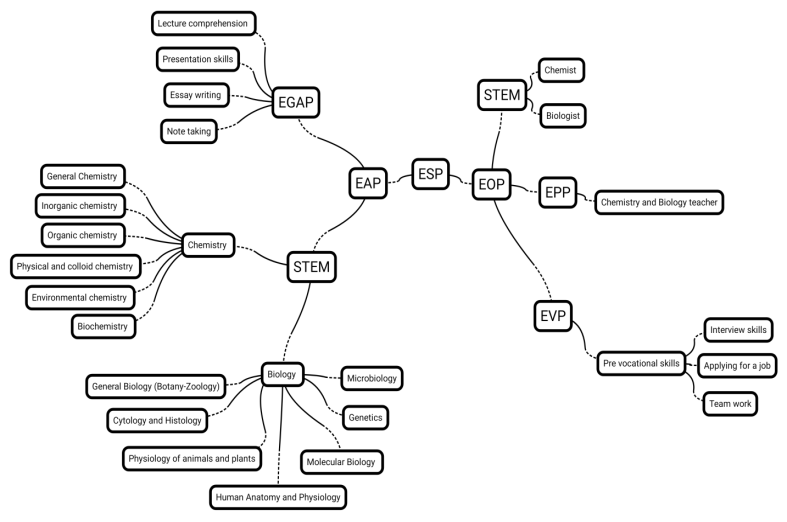 Lecture comprehension
Presentation skills
Essay writing
Note taking
EGAP
EAP
ESP
EOP
STEM
Chemist
Biologist
EPP
Chemistry and Biology teacher
EVP
Pre vocational skills
Interview skills
Applying for a job
Team work
STEM
Chemistry
General Chemistry
Inorganic chemistry
Organic chemistry
Physical and colloid chemistry
Environmental chemistry
Biochemistry
Biology
General Biology (Botany-Zoology)
Cytology and Histology
Physiology of animals and plants
Human Anatomy and Physiology
Molecular Biology
Genetics
Microbiology